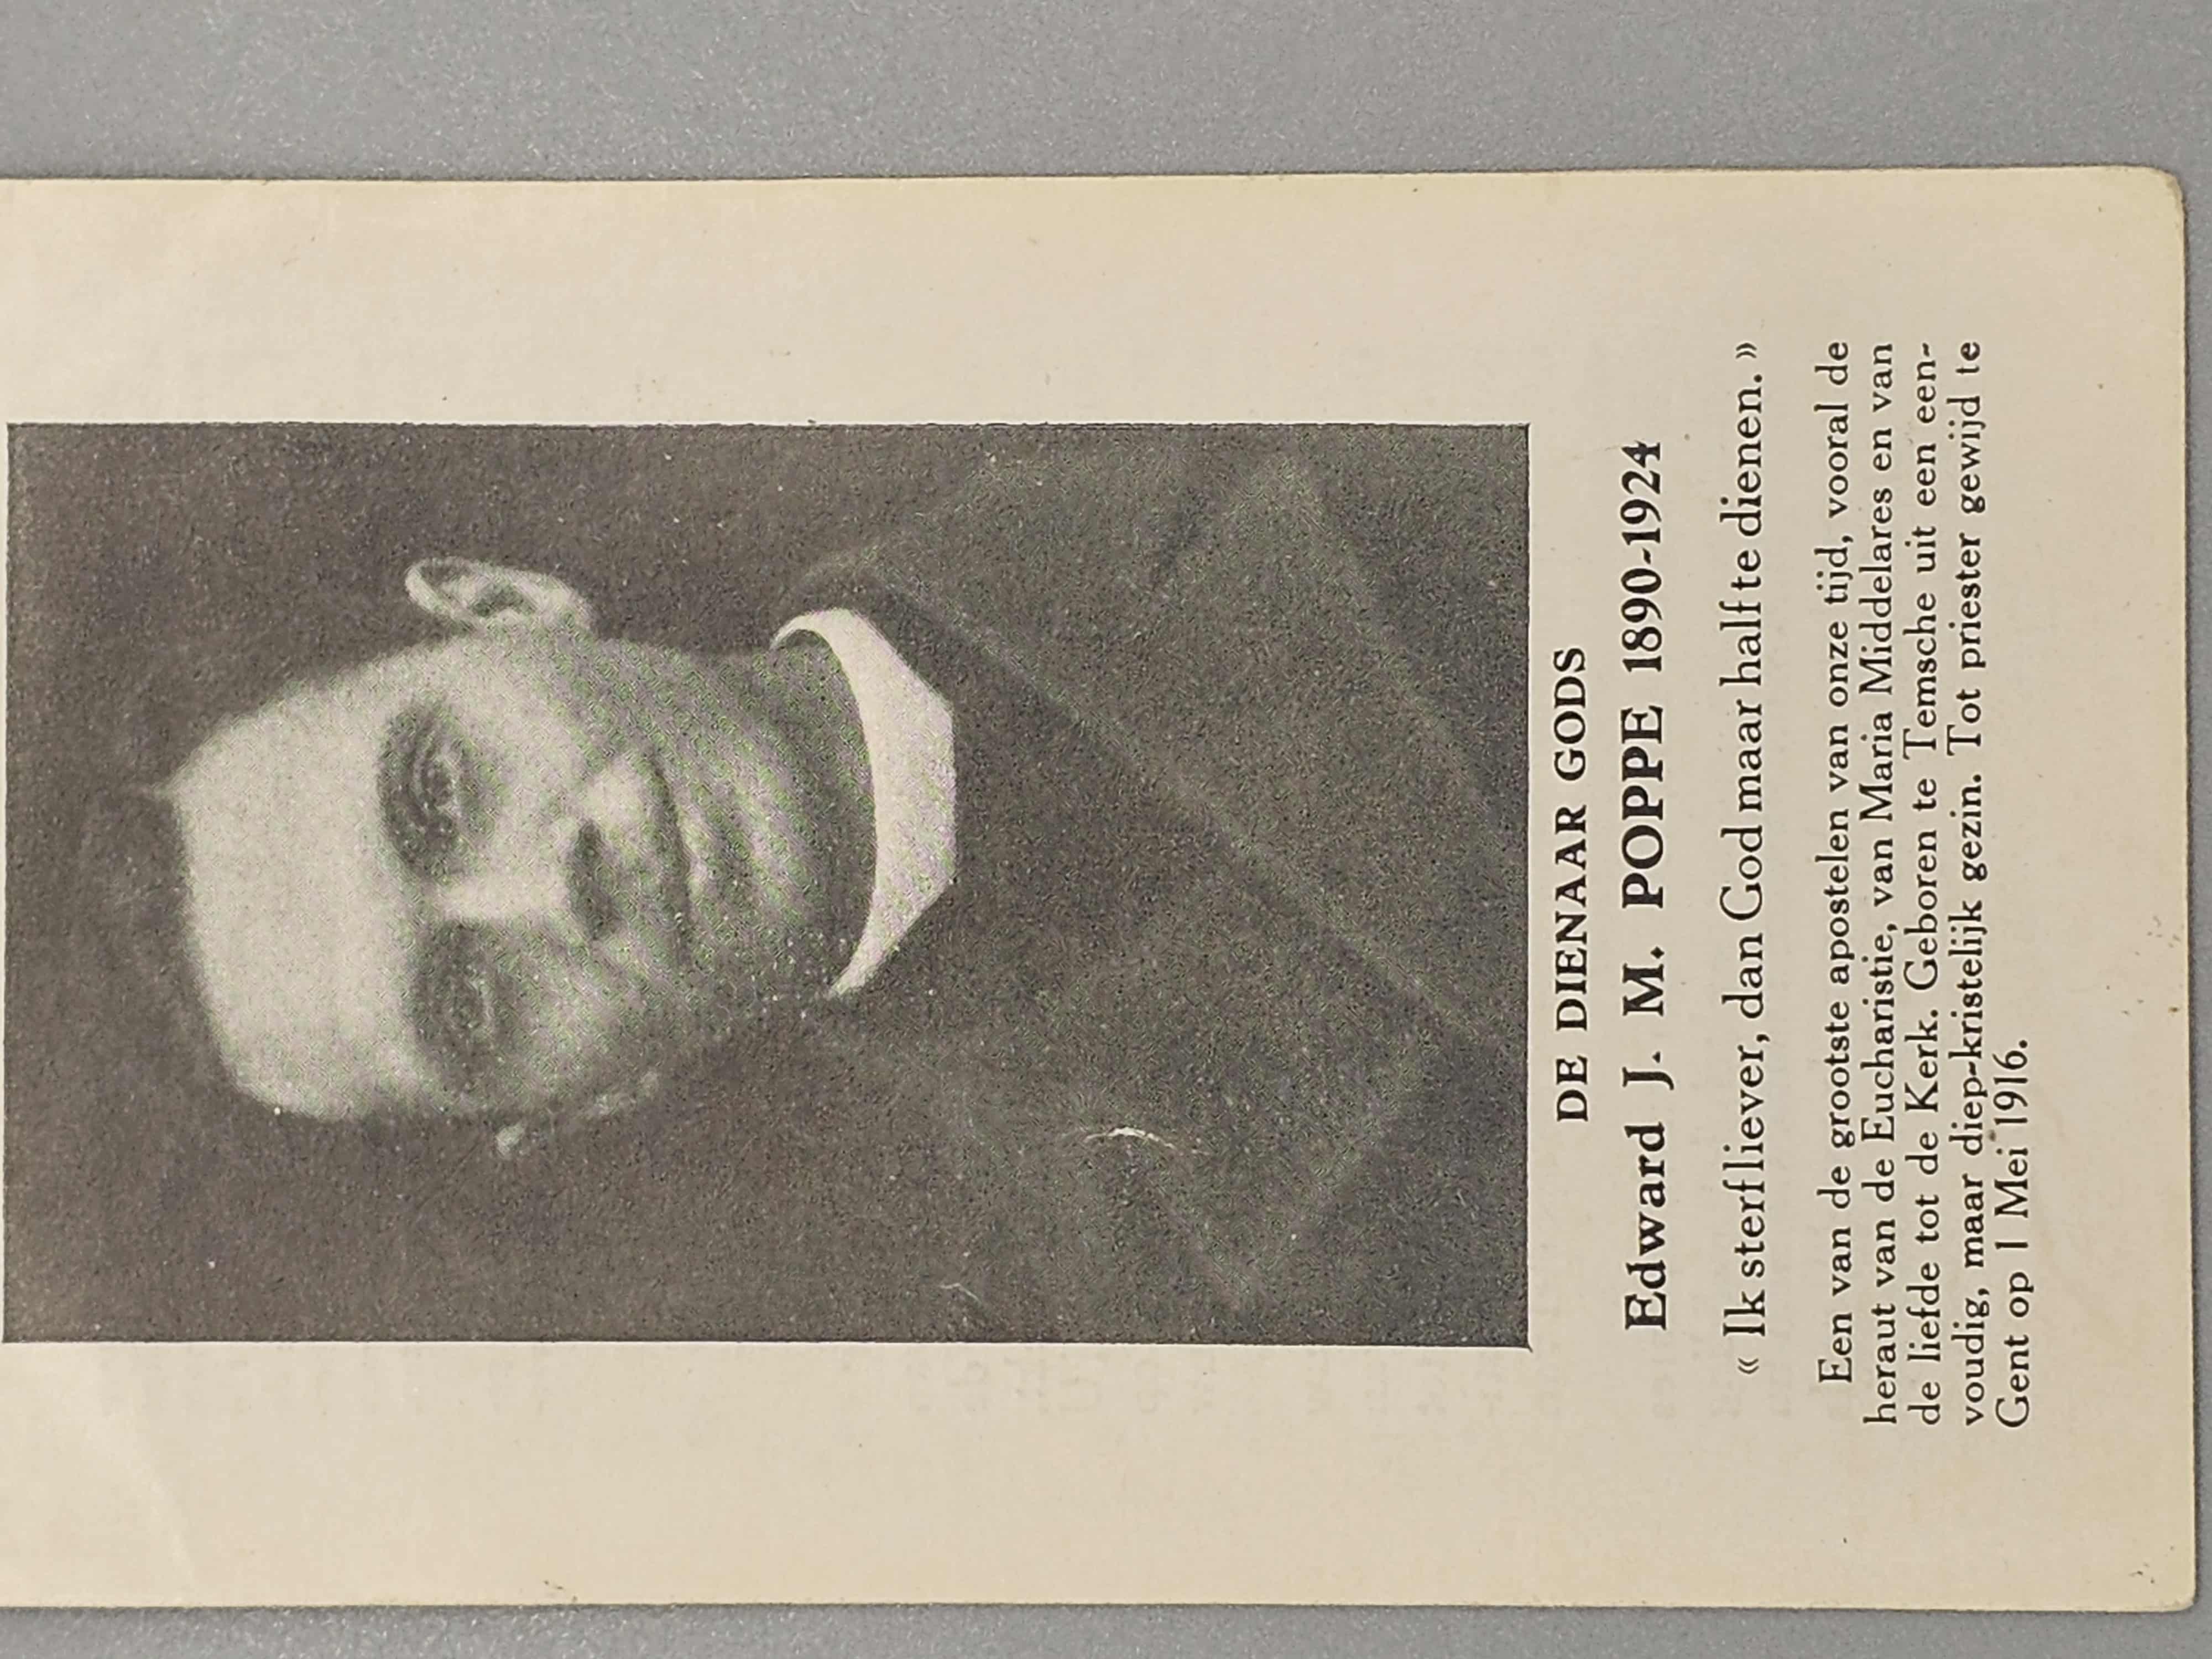 DE DIENAAR GODS
Edward J. M. POPPE 1890-1924
« Ik sterf liever, dan God maar half te dienen. »
Een van de grootste apostelen van onze tijd, vooral de
heraut van de Eucharistie, van Maria Middelares en van
de liefde tot de Kerk. Geboren te Temsche uit een een-
voudig, maar diep-kristelijk gezin. Tot priester gewijd te
Gent op 1 Mei 1916.